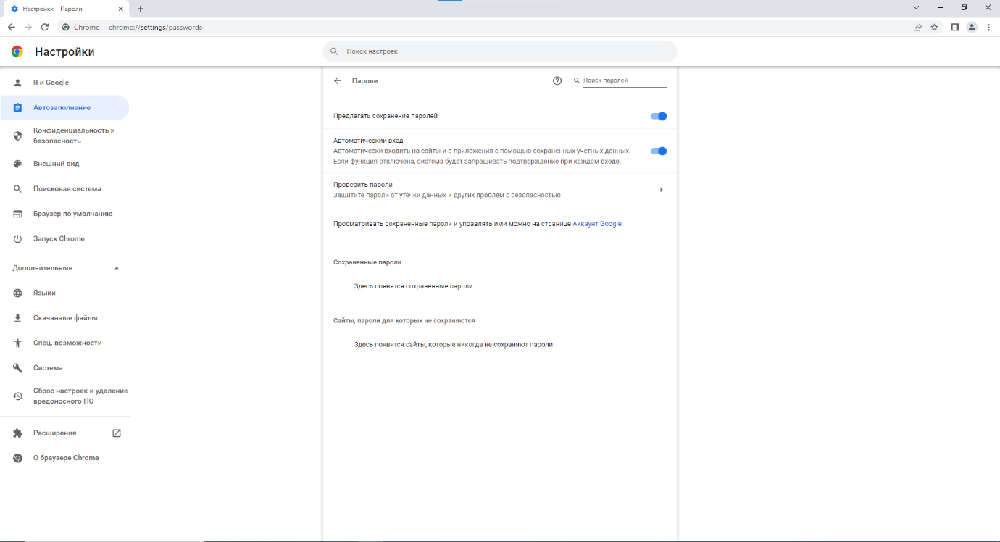 Настройки – Пароли
Chrome
chrome://settings/passwords
Настройки
Поиск настроек
Я и Google
Автозаполнение
Конфиденциальность и
безопасность
Внешний вид
Поисковая система
Браузер по умолчанию
Запуск Chrome
Дополнительные
Языки
Скачанные файлы
Спец. возможности
Система
Сброс настроек и удаление
вредоносного ПО
Расширения
О браузере Chrome
Пароли
Поиск паролей
Предлагать сохранение паролей
Автоматический вход
Автоматически входить на сайты и в приложения с помощью сохраненных учетных данных.
Если функция отключена, система будет запрашивать подтверждение при каждом входе.
Проверить пароли
Защитите пароли от утечки данных и других проблем с безопасностью
Просматривать сохраненные пароли и управлять ими можно на странице Аккаунт Google.
Сохраненные пароли
Здесь появятся сохраненные пароли
Сайты, пароли для которых не сохраняются
Здесь появятся сайты, которые никогда не сохраняют пароли